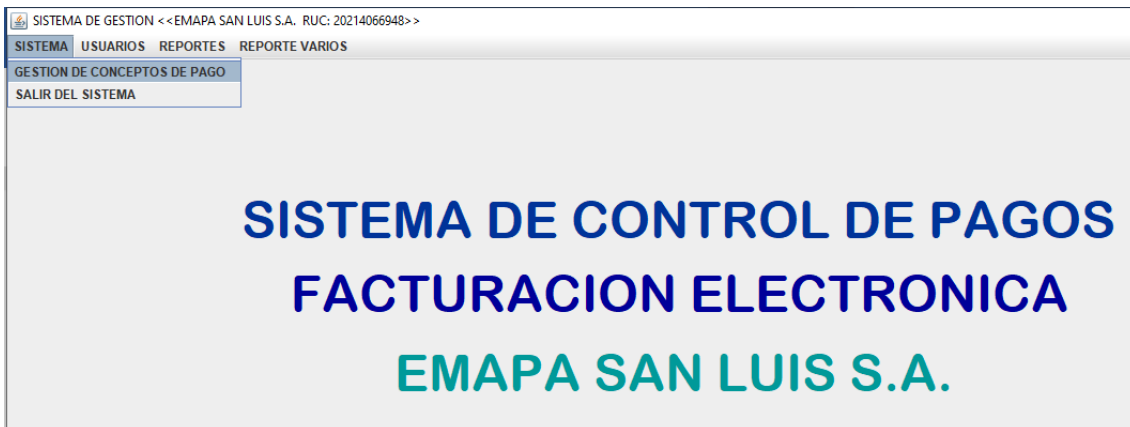 SISTEMA DE GESTION <<EMAPA SAN LUIS S.A. RUC: 20214066948>>
SISTEMA USUARIOS REPORTES REPORTE VARIOS
GESTION DE CONCEPTOS DE PAGO
SALIR DEL SISTEMA
SISTEMA DE CONTROL DE PAGOS
FACTURACION ELECTRONICA
EMAPA SAN LUIS S.A.